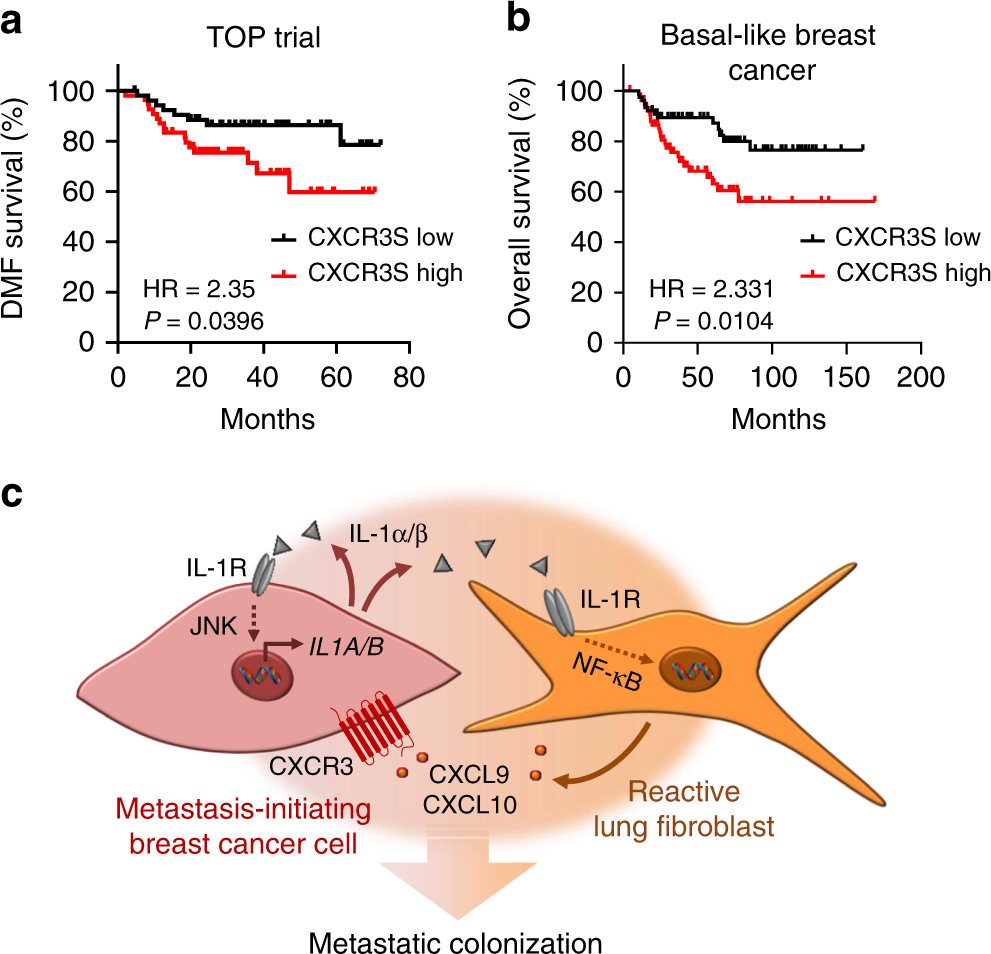 a
TOP trial
DMF survival (%)
100
80
60
40
20
0
CXCR3S low
CXCR3S high
HR = 2.35
P = 0.0396
0 20 40 60 80
Months
b
Basal-like breast
cancer
Overall survival (%)
100
80
60
40
20
0
CXCR3S low
CXCR3S high
HR = 2.331
P = 0.0104
0 50 100 150 200
Months
c
IL-1α/β
IL-1R
IL-1R
JNK
IL1A/B
NF-κB
CXCR3
CXCL9
CXCL10
Metastasis-initiating
breast cancer cell
Reactive
lung fibroblast
Metastatic colonization